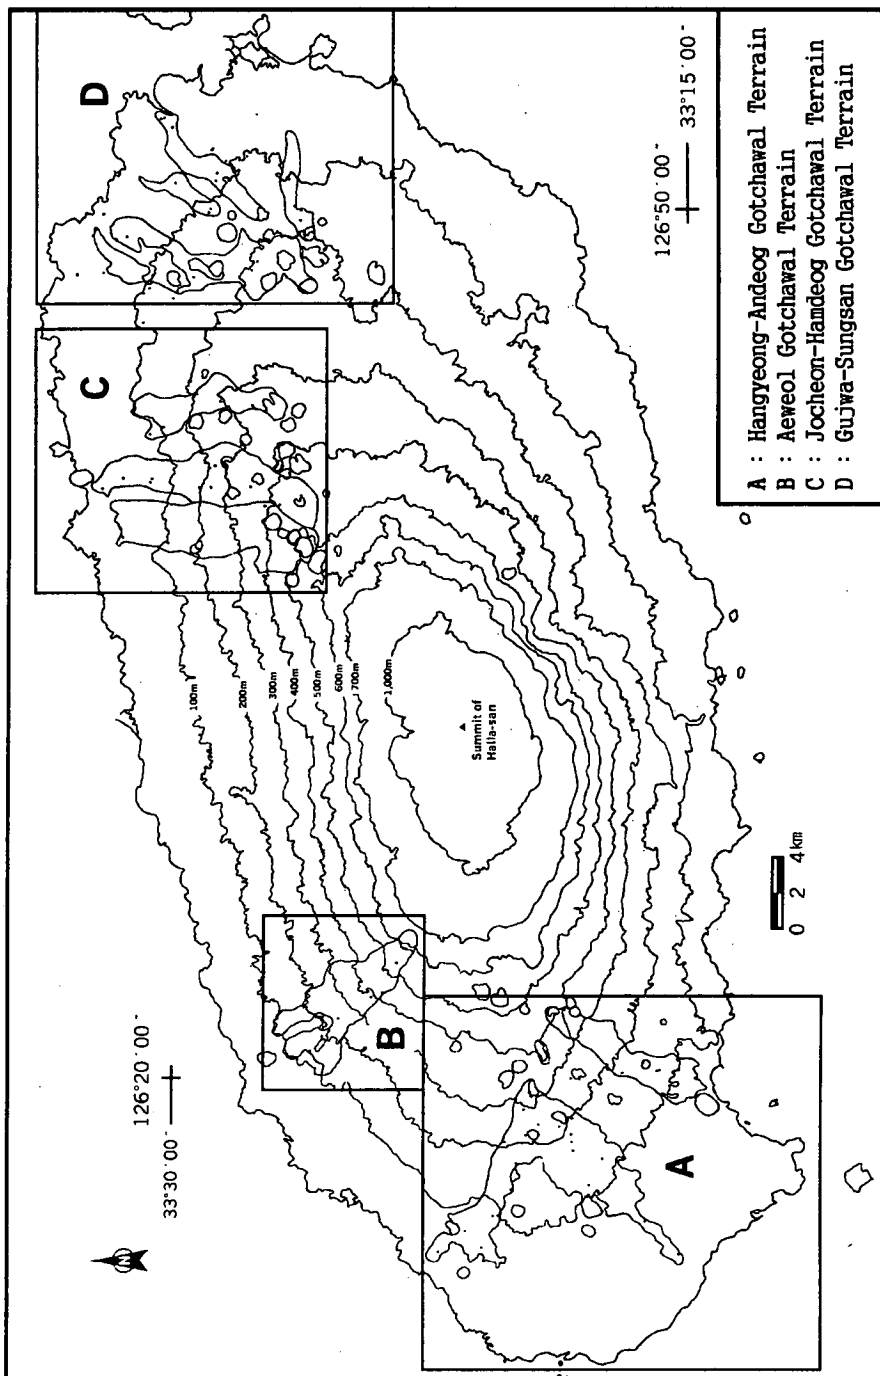 D
C
B
A
126°20′00″
33°30′00″
126°50′00″
33°15′00″
100m
200m
300m
400m
500m
600m
700m
1,000m
Summit of
Halla-san
0 2 4km
A : Hangyeong-Andeog Gotchawal Terrain
B : Aeweol Gotchawal Terrain
C : Jocheon-Hamdeog Gotchawal Terrain
D : Gujwa-Sungsan Gotchawal Terrain